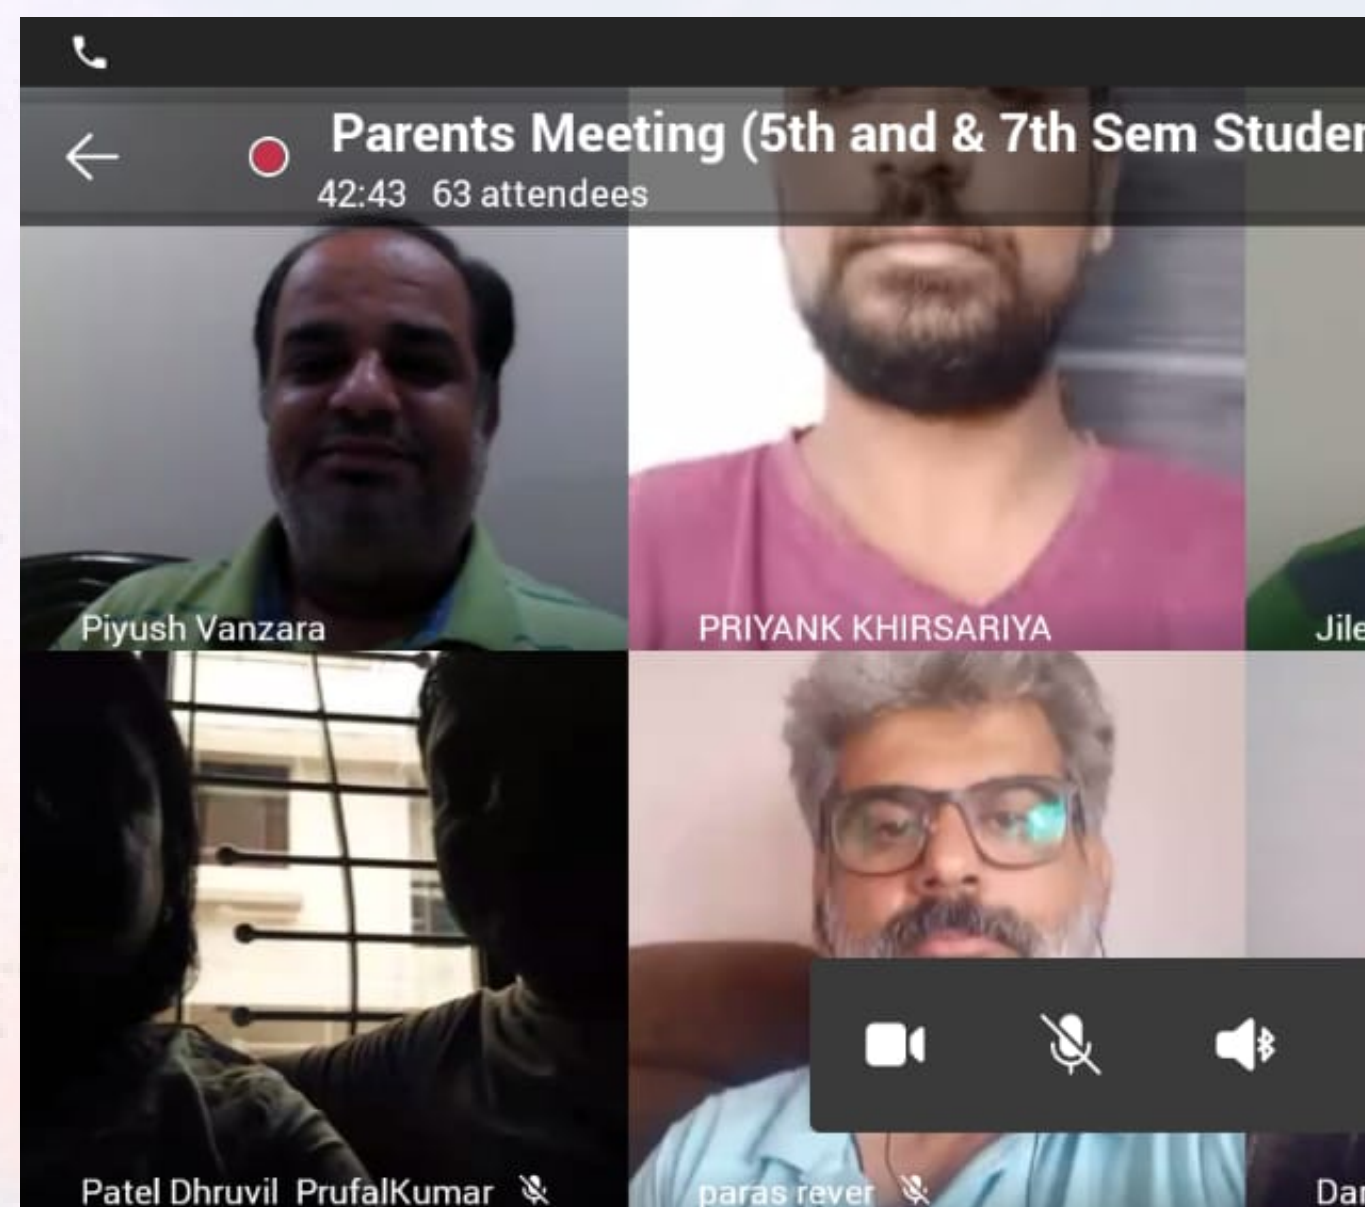 Parents Meeting (5th and & 7th Sem Studen
42:43 63 attendees
Piyush Vanzara
PRIYANK KHIRSARIYA
Jile
Patel Dhruvil PrufalKumar
paras rever
Dar